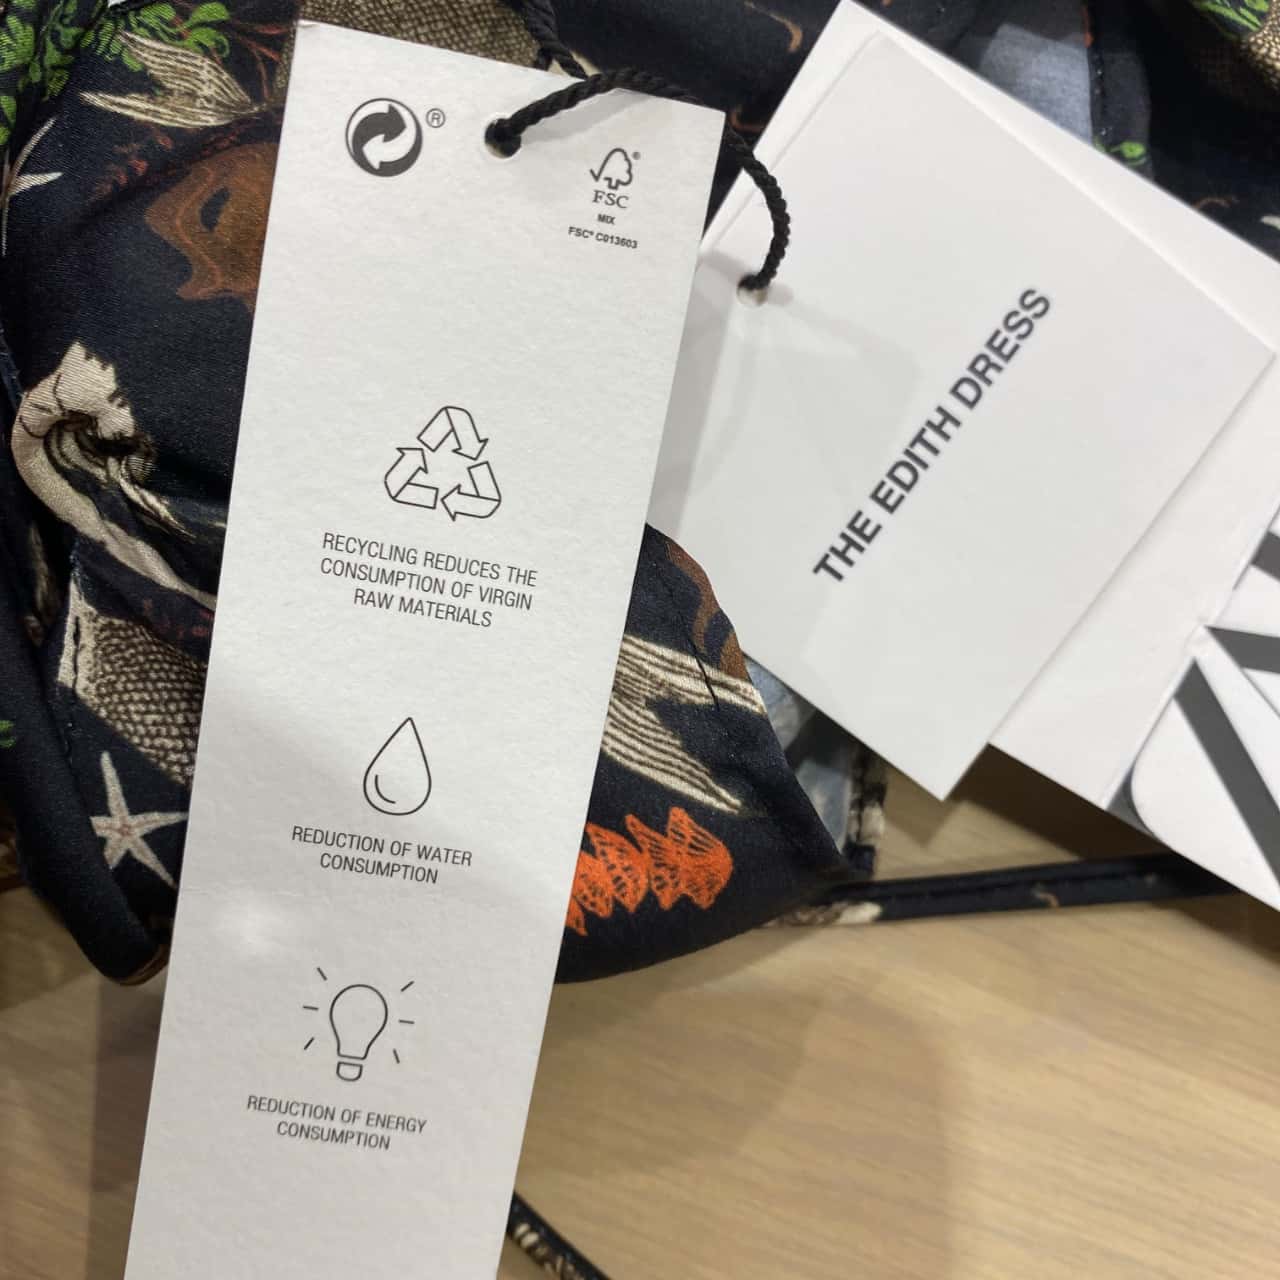 ®
FSC®
MIX
FSC® C013603
RECYCLING REDUCES THE
CONSUMPTION OF VIRGIN
RAW MATERIALS
REDUCTION OF WATER
CONSUMPTION
REDUCTION OF ENERGY
CONSUMPTION
THE EDITH DRESS